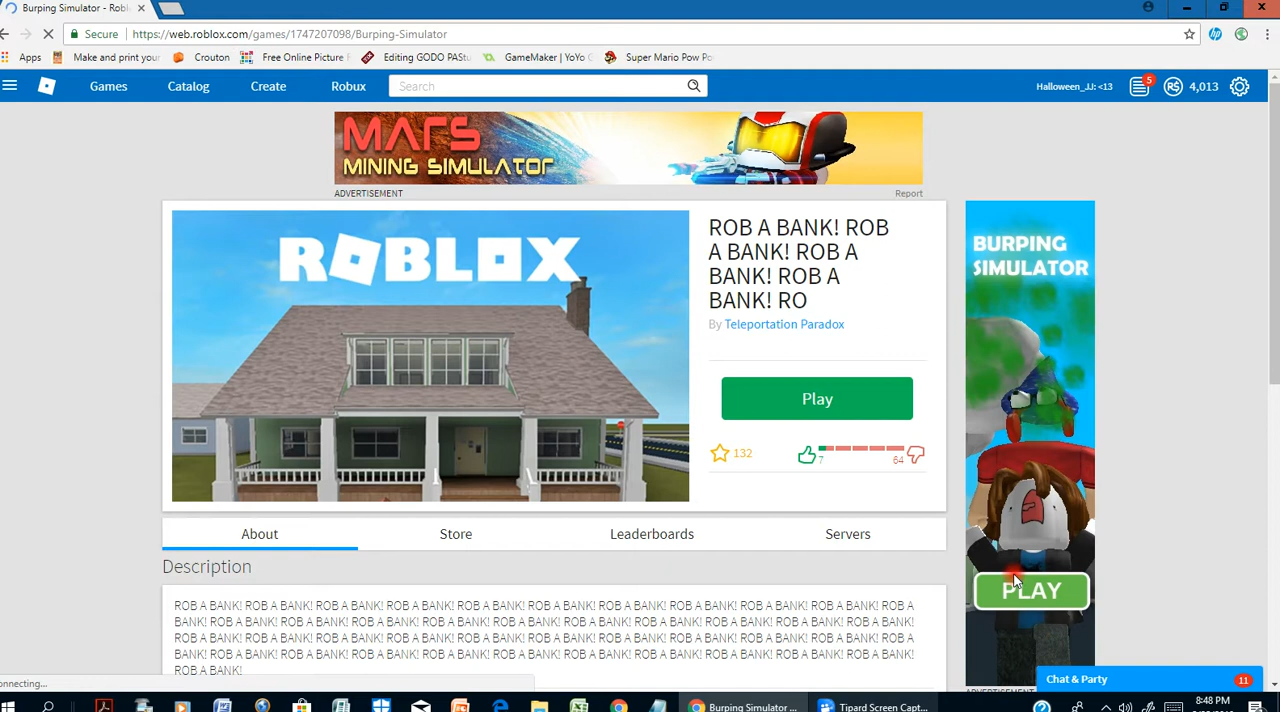 Burping Simulator - Robl
Secure
https://web.roblox.com/games/1747207098/Burping-Simulator
Apps
Make and print your
Crouton
Free Online Picture
Editing GODO PASt
GameMaker | YoYo G
Super Mario Pow Po
Games
Catalog
Create
Robux
Search
Halloween_JJ: <13
5
R$
4,013
MARS
MINING SIMULATOR
ADVERTISEMENT
Report
ROBLOX
ROB A BANK! ROB
A BANK! ROB A
BANK! ROB A
BANK! RO
By Teleportation Paradox
Play
132
7
64
BURPING
SIMULATOR
PLAY
About
Store
Leaderboards
Servers
Description
ROB A BANK! ROB A BANK! ROB A BANK! ROB A BANK! ROB A BANK! ROB A BANK! ROB A BANK! ROB A BANK! ROB A BANK! ROB A
BANK! ROB A BANK! ROB A BANK! ROB A BANK! ROB A BANK! ROB A BANK! ROB A BANK! ROB A BANK! ROB A BANK! ROB A BANK!
ROB A BANK! ROB A BANK! ROB A BANK! ROB A BANK! ROB A BANK! ROB A BANK! ROB A BANK! ROB A BANK! ROB A BANK! ROB A
BANK! ROB A BANK! ROB A BANK! ROB A BANK! ROB A BANK! ROB A BANK! ROB A BANK! ROB A BANK! ROB A BANK! ROB A BANK!
ROB A BANK!
onnecting...
Chat & Party
11
ADVERTISEMENT
Burping Simulator ...
Tipard Screen Capt...
8:48 PM